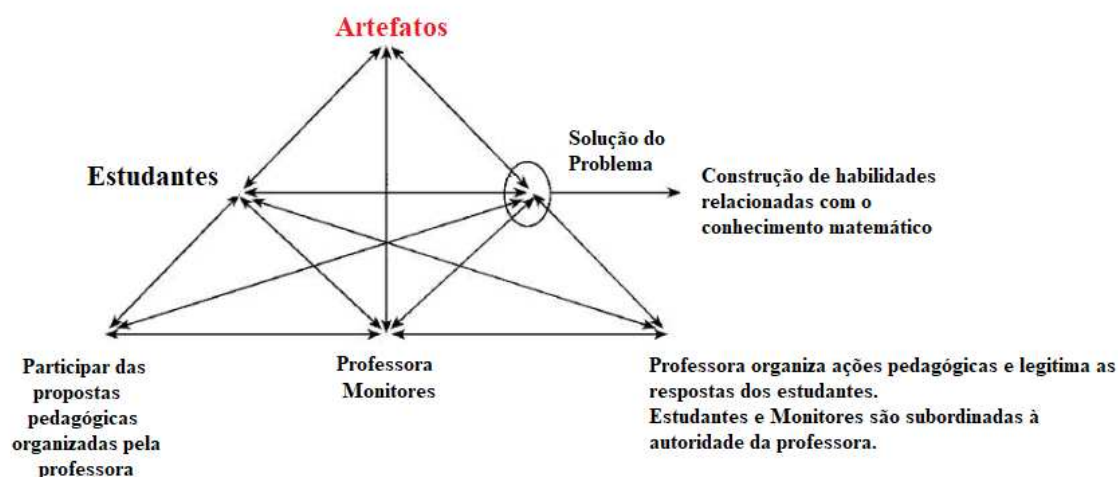 Artefatos
Solução do
Problema
Estudantes
Construção de habilidades
relacionadas com o
conhecimento matemático
Participar das
propostas
pedagógicas
organizadas pela
professora
Professora
Monitores
Professora organiza ações pedagógicas e legitima as
respostas dos estudantes.
Estudantes e Monitores são subordinadas à
autoridade da professora.